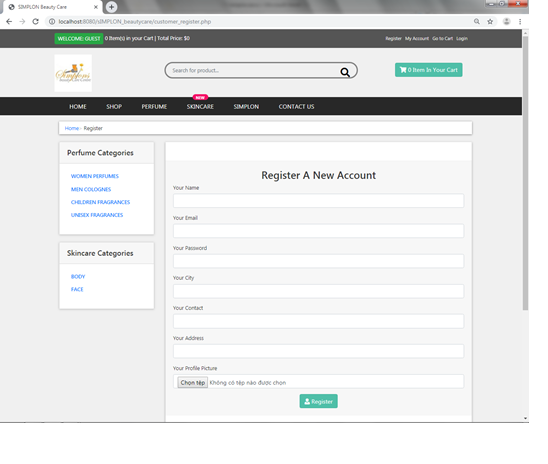 SIMPLON Beauty Care
localhost:8080/sIMPLON_beautycare/customer_register.php
WELCOME: GUEST 0 Item(s) in your Cart | Total Price: $0
Register My Account Go to Cart Login
Simplons
Search for product...
0 Item In Your Cart
NEW
HOME SHOP PERFUME SKINCARE SIMPLON CONTACT US
Home› Register
Perfume Categories
WOMEN PERFUMES
MEN COLOGNES
CHILDREN FRAGRANCES
UNISEX FRAGRANCES
Skincare Categories
BODY
FACE
Register A New Account
Your Name
Your Email
Your Password
Your City
Your Contact
Your Address
Your Profile Picture
Chọn tệp Không có tệp nào được chọn
Register